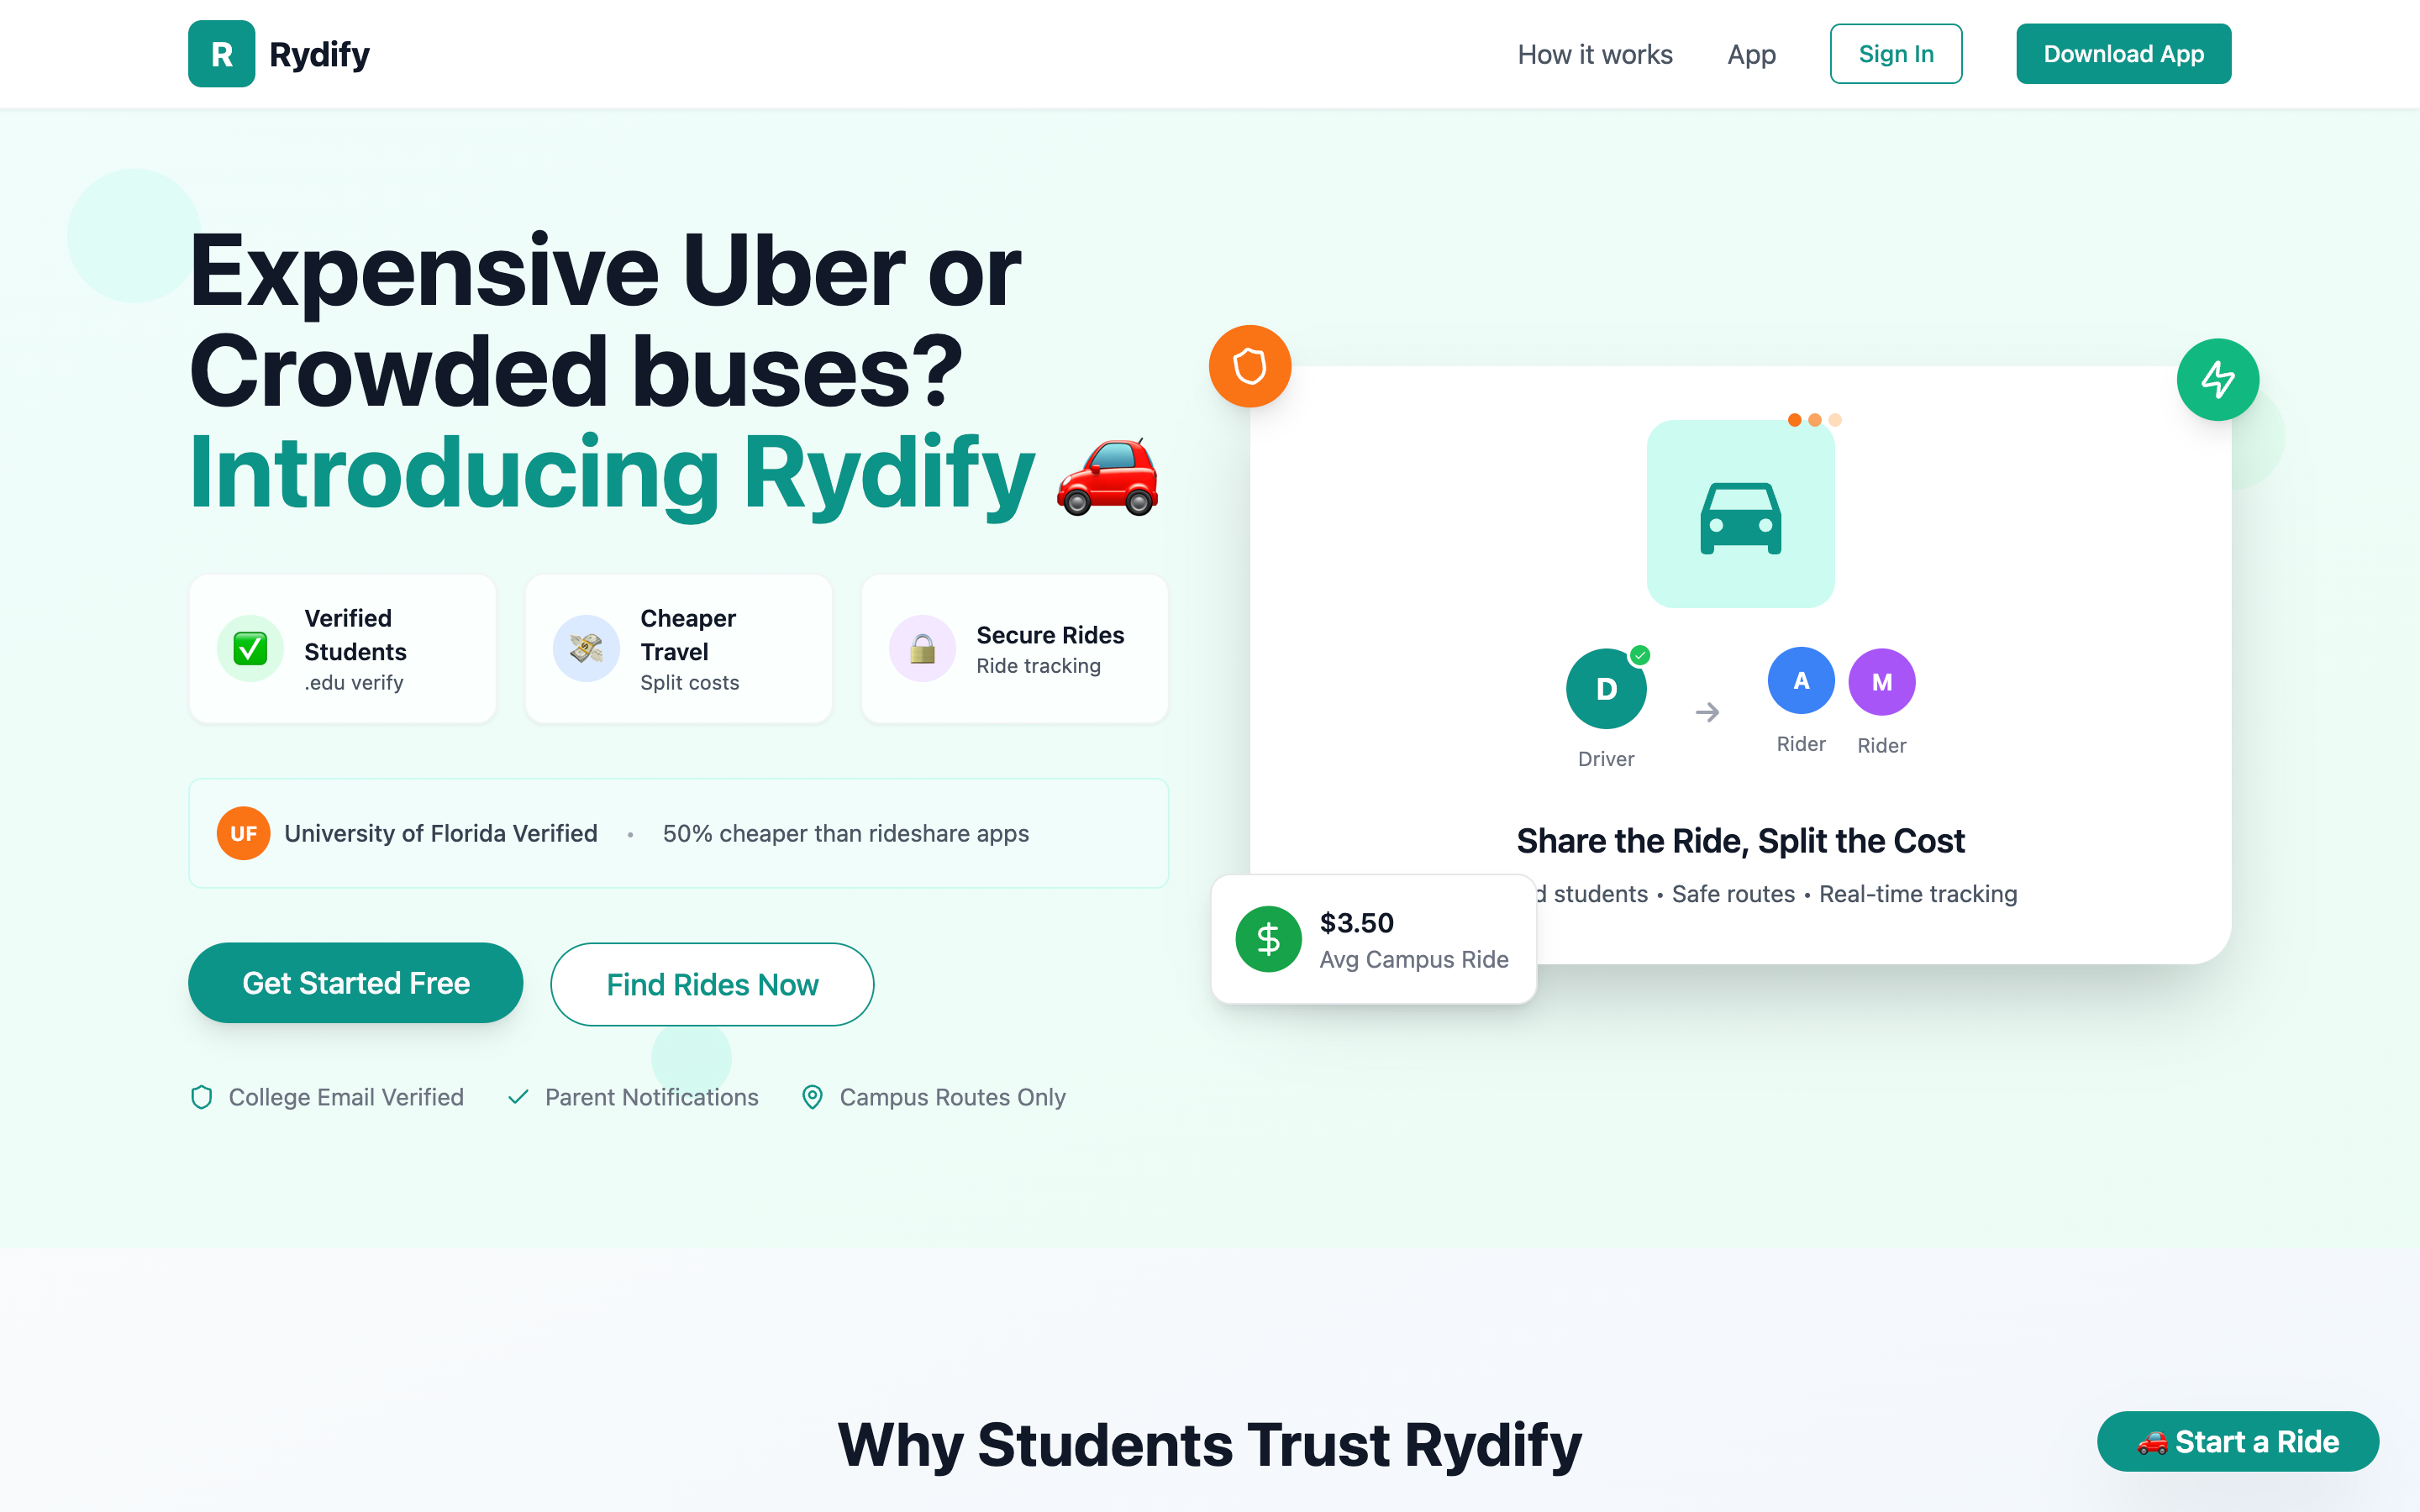 R Rydify
How it works
App
Sign In
Download App
Expensive Uber or
Crowded buses?
Introducing Rydify
Verified
Students
.edu verify
Cheaper
Travel
Split costs
Secure Rides
Ride tracking
UF University of Florida Verified • 50% cheaper than rideshare apps
Get Started Free
Find Rides Now
College Email Verified
Parent Notifications
Campus Routes Only
D
Driver
A
Rider
M
Rider
Share the Ride, Split the Cost
students • Safe routes • Real-time tracking
$3.50
Avg Campus Ride
Why Students Trust Rydify
Start a Ride